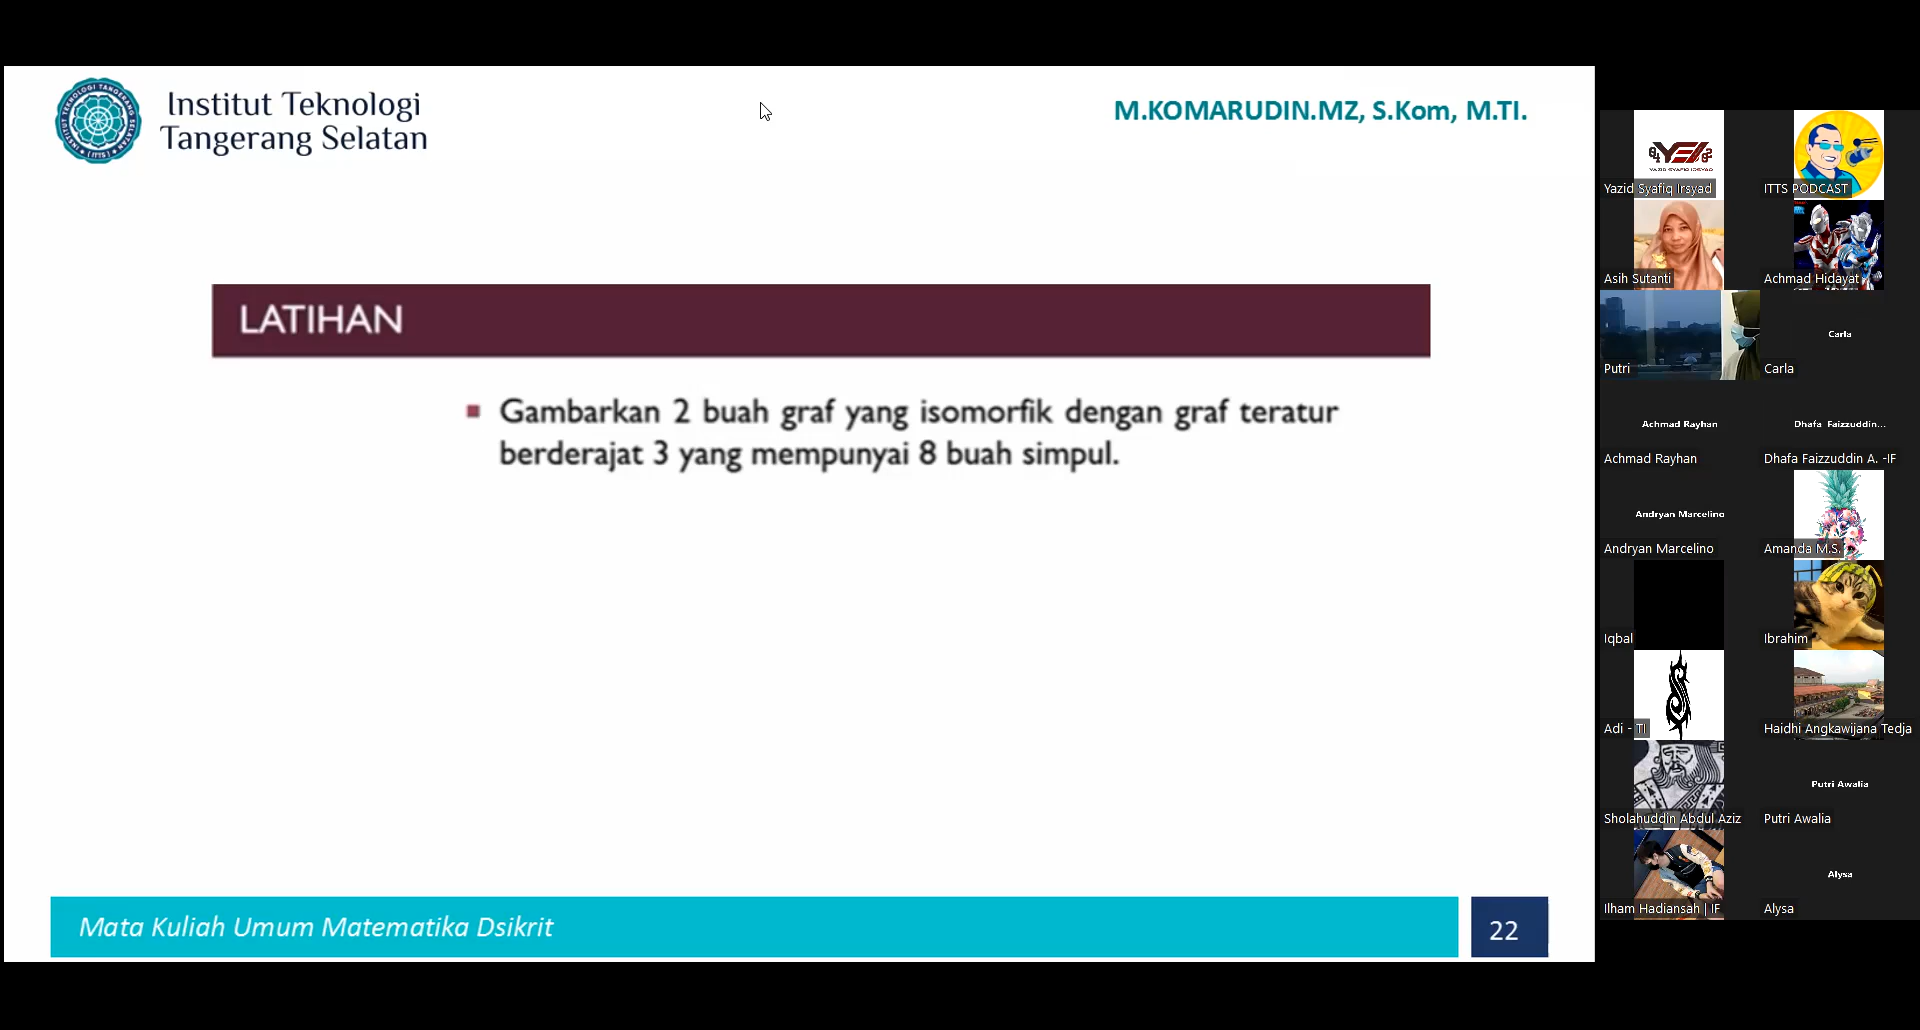 Institut Teknologi
Tangerang Selatan
M.KOMARUDIN.MZ, S.Kom, M.TI.
LATIHAN
Gambarkan 2 buah graf yang isomorfik dengan graf teratur
berderajat 3 yang mempunyai 8 buah simpul.
Mata Kuliah Umum Matematika Dsikrit
22
Yazid Syafiq Irsyad
ITTS PODCAST
Asih Sutanti
Achmad Hidayat
Putri
Carla
Carla
Achmad Rayhan
Dhafa Faizzuddin...
Achmad Rayhan
Dhafa Faizzuddin A. -IF
Andryan Marcelino
Andryan Marcelino
Amanda M.S.
Iqbal
Ibrahim
Adi - TI
Haidhi Angkawijana Tedja
Putri Awalia
Sholahuddin Abdul Aziz
Putri Awalia
Alysa
Ilham Hadiansah | IF
Alysa